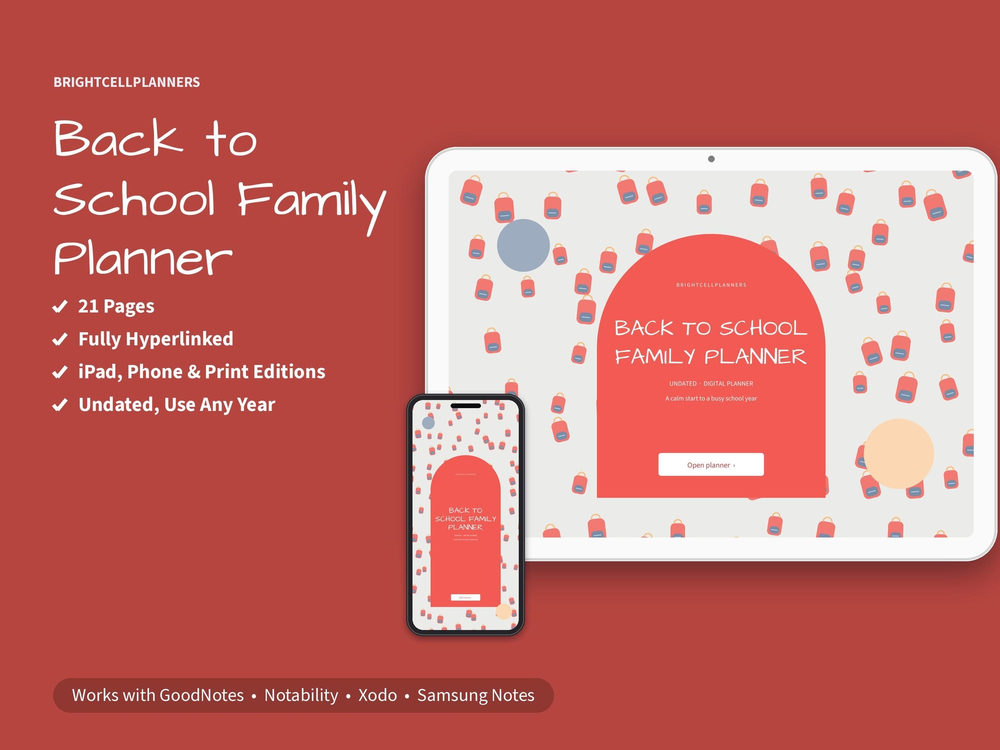 BRIGHTCELLPLANNERS
Back to
School Family
Planner
21 Pages
Fully Hyperlinked
iPad, Phone & Print Editions
Undated, Use Any Year
BRIGHTCELLPLANNERS
BACK TO SCHOOL
FAMILY PLANNER
UNDATED · DIGITAL PLANNER
A calm start to a busy school year
Open planner ›
BACK TO
SCHOOL FAMILY
PLANNER
Works with GoodNotes • Notability • Xodo • Samsung Notes